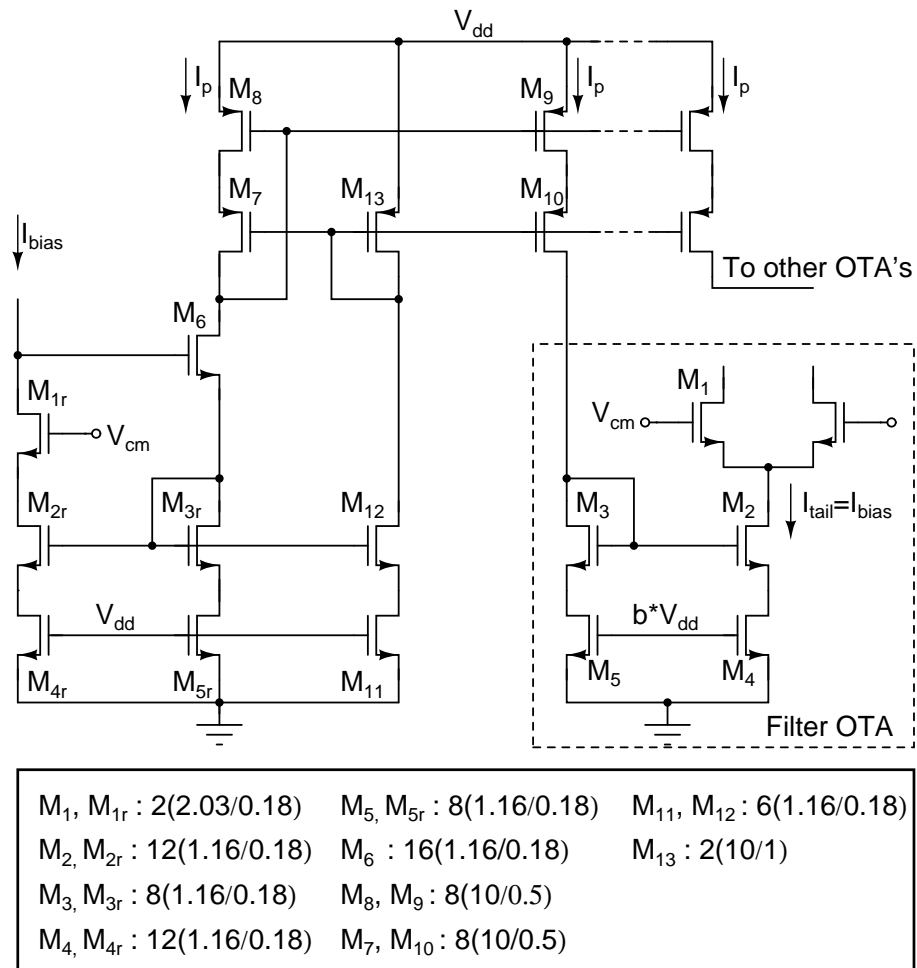 V_dd
I_p
M_8
M_9
I_p
I_p
M_7
M_13
M_10
I_bias
To other OTA's
M_6
M_1
M_1r
V_cm
V_cm
M_2r
M_3r
M_12
M_3
M_2
I_tail=I_bias
V_dd
b*V_dd
M_4r
M_5r
M_11
M_5
M_4
Filter OTA
M_1, M_1r : 2(2.03/0.18) M_5, M_5r : 8(1.16/0.18) M_11, M_12 : 6(1.16/0.18)
M_2, M_2r : 12(1.16/0.18) M_6 : 16(1.16/0.18) M_13 : 2(10/1)
M_3, M_3r : 8(1.16/0.18) M_8, M_9 : 8(10/0.5)
M_4, M_4r : 12(1.16/0.18) M_7, M_10 : 8(10/0.5)